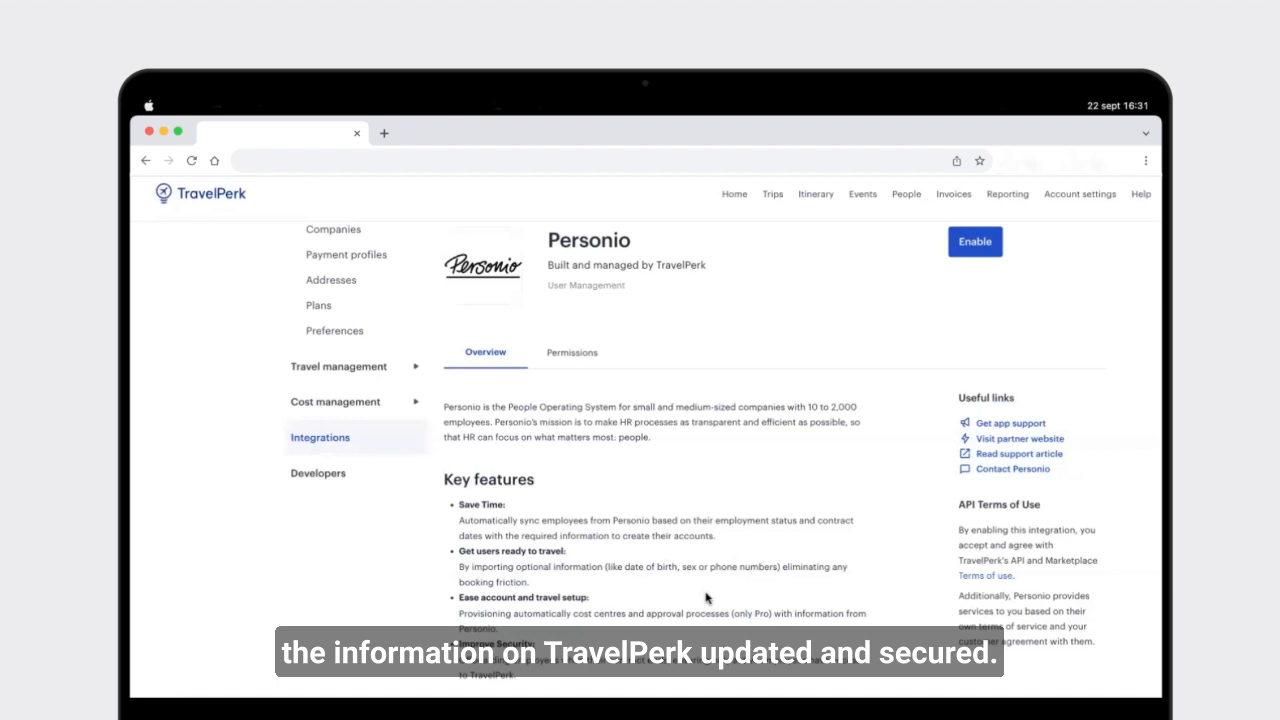 22 sept 16:31
TravelPerk
Home Trips Itinerary Events People Invoices Reporting Account settings Help
Companies
Payment profiles
Addresses
Plans
Preferences
Travel management
Cost management
Integrations
Developers
Personio
Personio
Built and managed by TravelPerk
User Management
Enable
Overview Permissions
Personio is the People Operating System for small and medium-sized companies with 10 to 2,000
employees. Personio's mission is to make HR processes as transparent and efficient as possible, so
that HR can focus on what matters most: people.
Key features
• Save Time:
Automatically sync employees from Personio based on their employment status and contract
dates with the required information to create their accounts.
• Get users ready to travel:
By importing optional information (like date of birth, sex or phone numbers) eliminating any
booking friction.
• Ease account and travel setup:
Provisioning automatically cost centres and approval processes (only Pro) with information from
Personio.
• Improve Security:
to TravelPerk.
Useful links
Get app support
Visit partner website
Read support article
Contact Personio
API Terms of Use
By enabling this integration, you
accept and agree with
TravelPerk's API and Marketplace
Terms of use.
Additionally, Personio provides
services to you based on their
own terms of service and your
customer agreement with them.
the information on TravelPerk updated and secured.